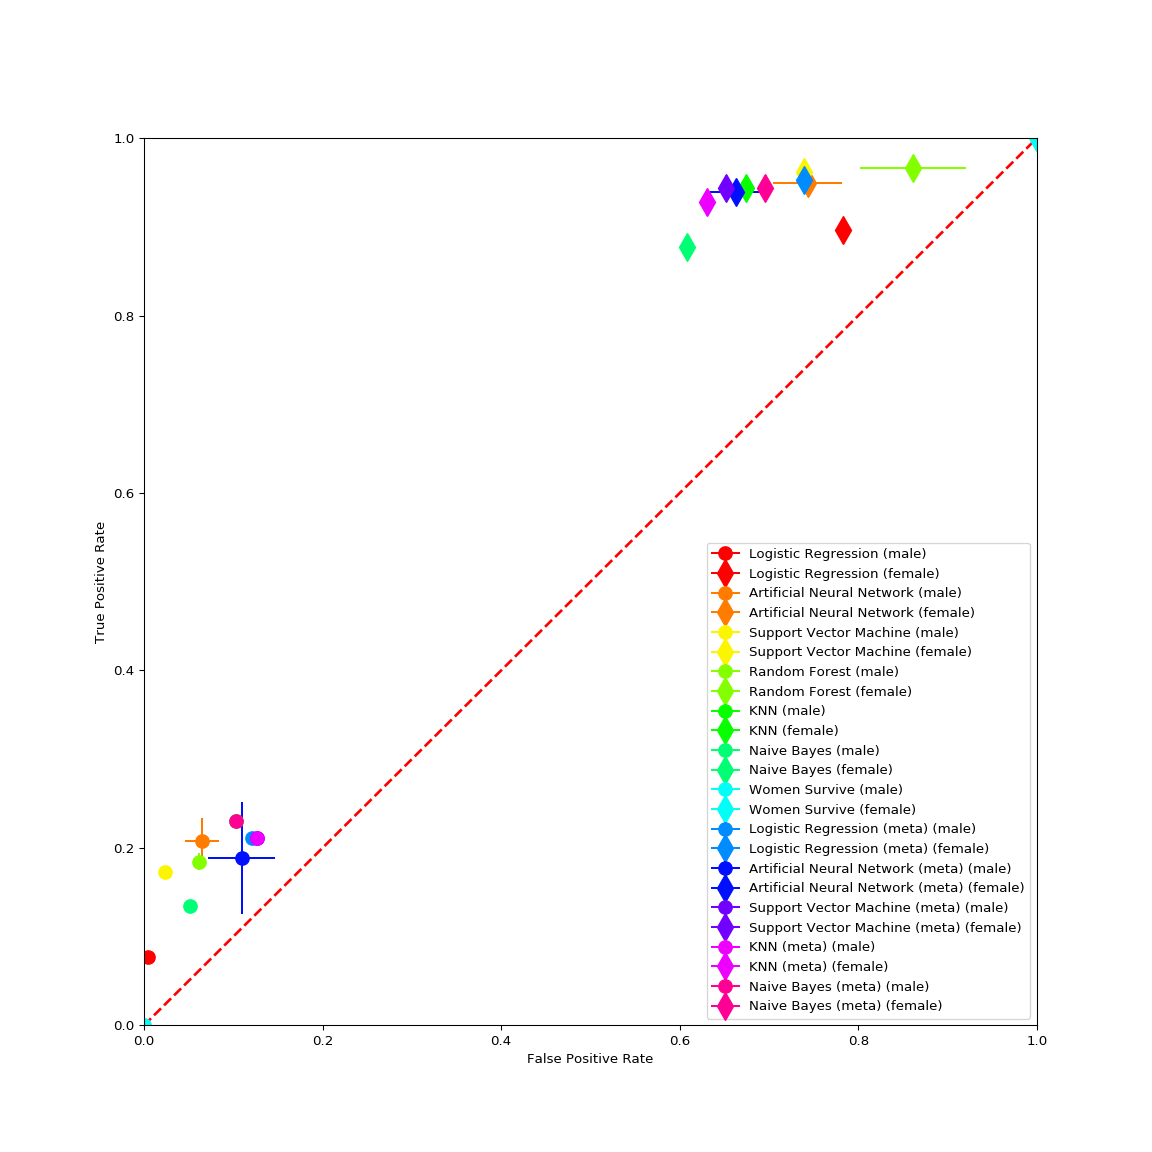 1.0
0.8
0.6
0.4
0.2
0.0
True Positive Rate
0.0 0.2 0.4 0.6 0.8 1.0
False Positive Rate
Logistic Regression (male)
Logistic Regression (female)
Artificial Neural Network (male)
Artificial Neural Network (female)
Support Vector Machine (male)
Support Vector Machine (female)
Random Forest (male)
Random Forest (female)
KNN (male)
KNN (female)
Naive Bayes (male)
Naive Bayes (female)
Women Survive (male)
Women Survive (female)
Logistic Regression (meta) (male)
Logistic Regression (meta) (female)
Artificial Neural Network (meta) (male)
Artificial Neural Network (meta) (female)
Support Vector Machine (meta) (male)
Support Vector Machine (meta) (female)
KNN (meta) (male)
KNN (meta) (female)
Naive Bayes (meta) (male)
Naive Bayes (meta) (female)